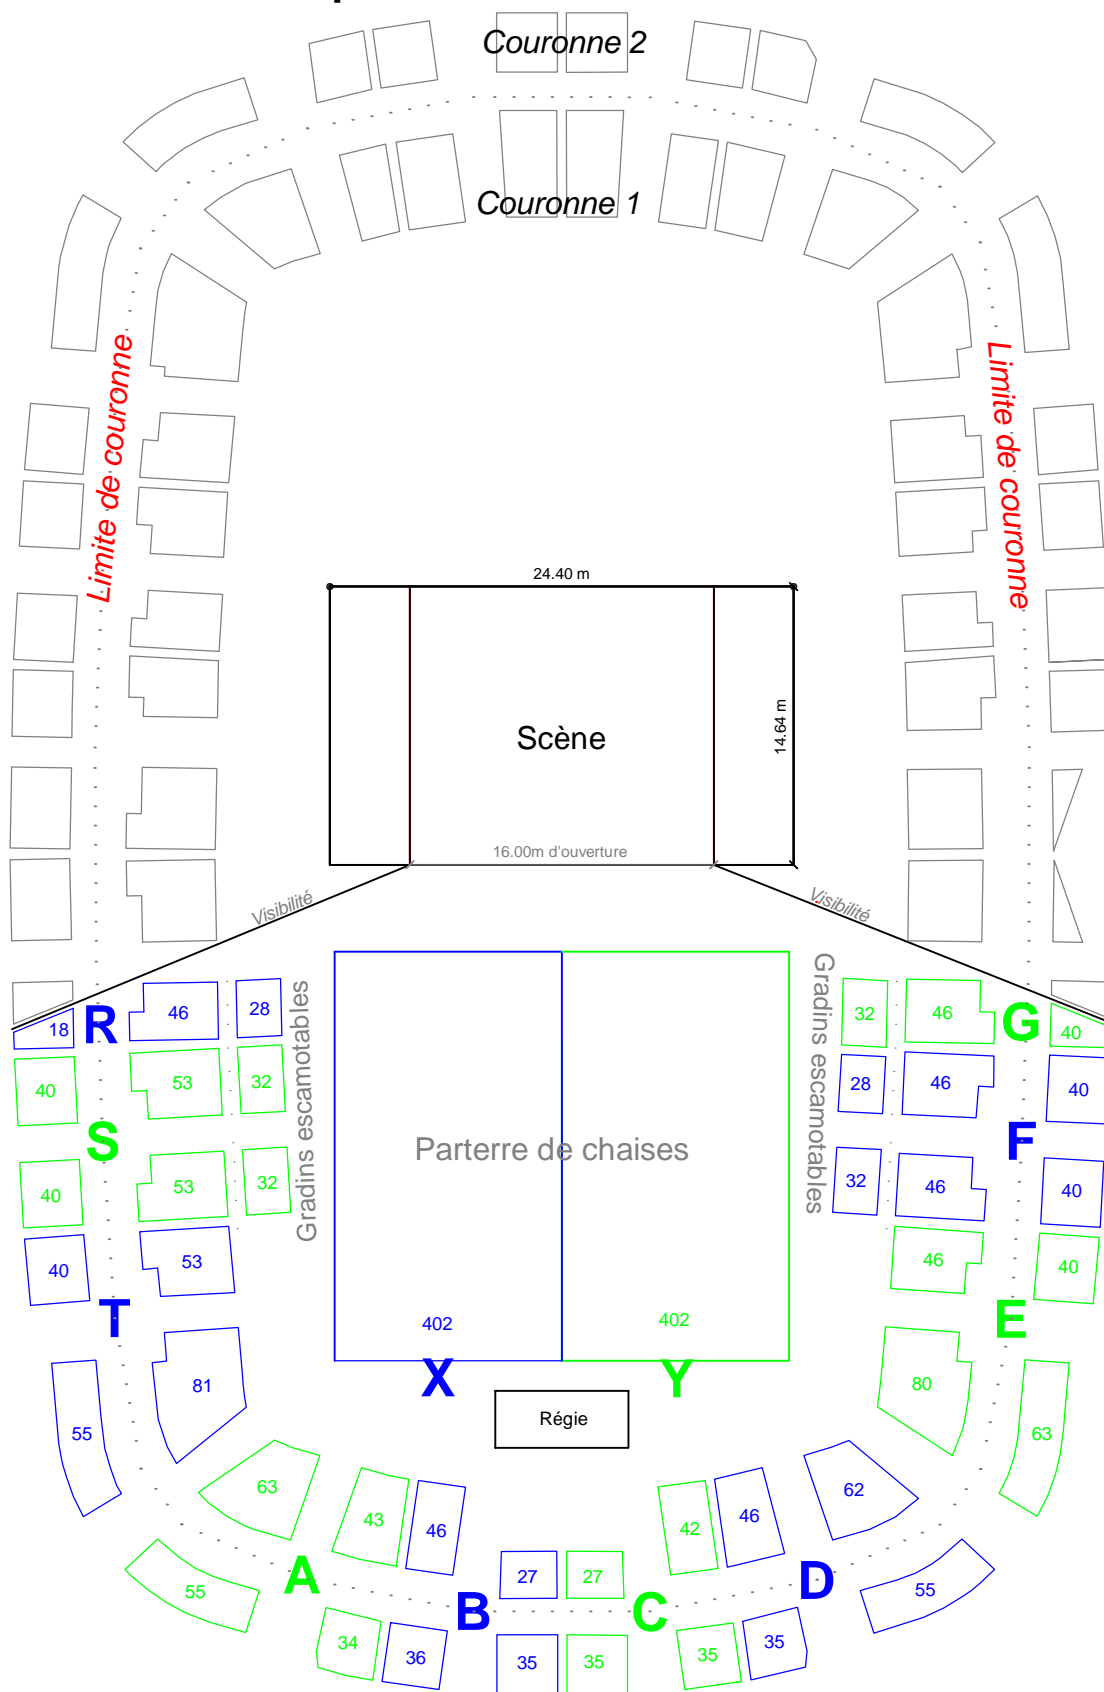 Couronne 2
Couronne 1
Limite de couronne
Limite de couronne
24.40 m
Scène
14.64 m
16.00m d'ouverture
Visibilité
Visibilité
Gradins escamotables
Gradins escamotables
18 R 46 28
32 46 G 40
40 53 32
28 46 40
S
F
Parterre de chaises
40 53 32
32 46 40
40 53
46 40
T
E
402
402
X
Y
81
80
55
63
Régie
63 43 46
42 46 62
27 27
A
D
B
C
55
55
34 36 35 35 35 35